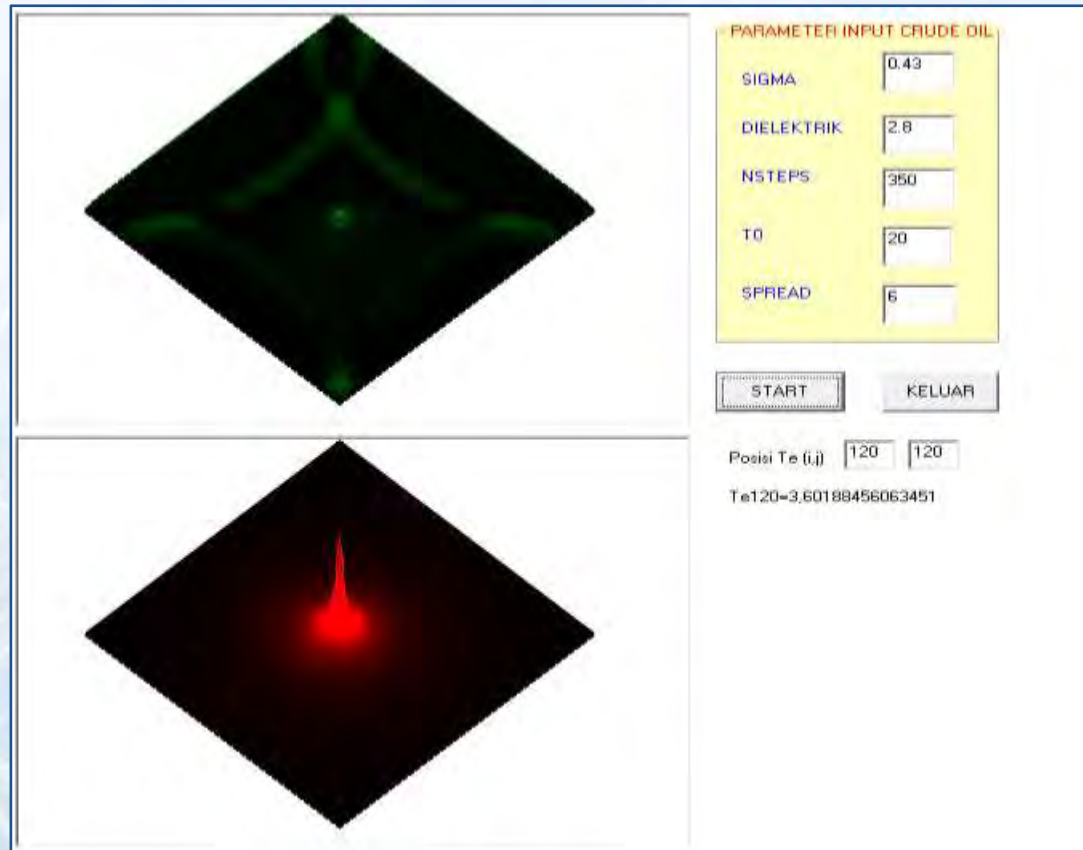 PARAMETER INPUT CRUDE OIL
SIGMA 0.43
DIELEKTRIK 2.8
NSTEPS 350
T0 20
SPREAD 6
START KELUAR
Posisi Te (i,j) 120 120
Te120=3,60188456063451